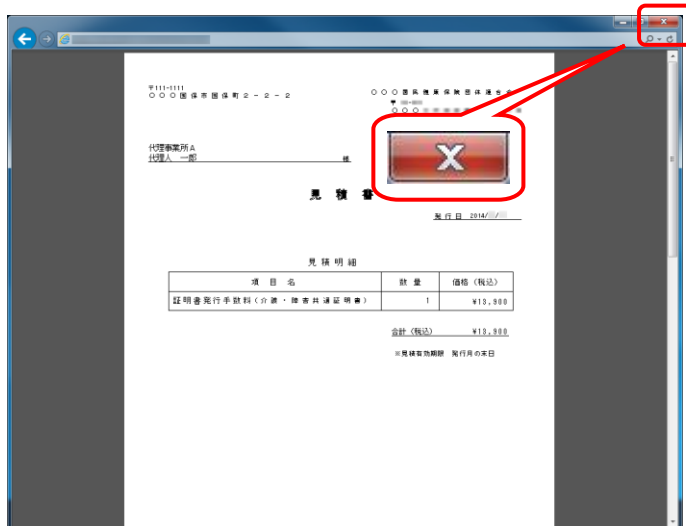 〒111-1111
○○○国保市国保町２－２－２
○○○国民健康保険団体連合会
〒
○○○
代理事業所Ａ
代理人　一郎　様
見　積　書
発行日　2014/　/
見積明細
項　目　名　数　量　価格（税込）
証明書発行手数料（介護・障害共通証明書）　1　¥13,900
合計（税込）　¥13,900
※見積有効期限　発行月の末日